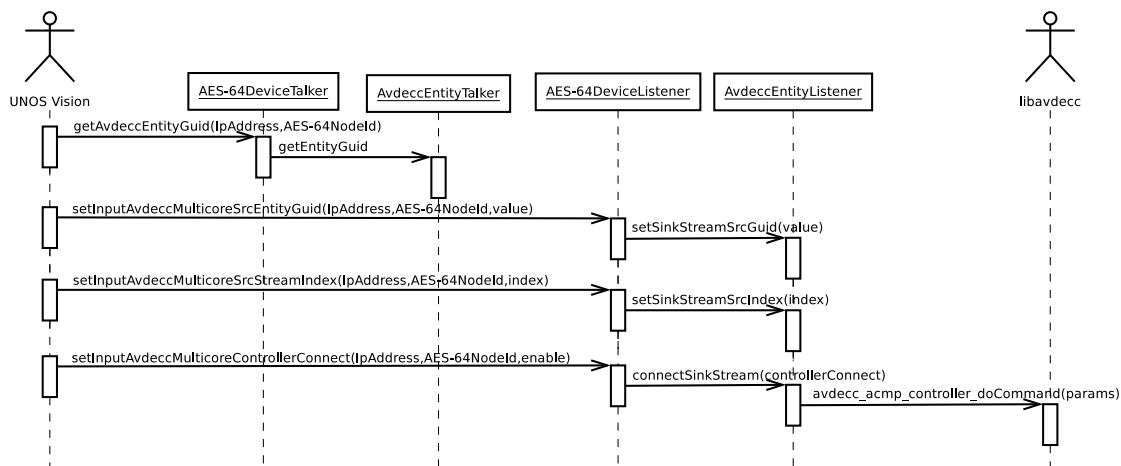 UNOS Vision
AES-64DeviceTalker
AvdeccEntityTalker
AES-64DeviceListener
AvdeccEntityListener
libavdecc
getAvdeccEntityGuid(IpAddress,AES-64NodeId)
getEntityGuid
setInputAvdeccMulticoreSrcEntityGuid(IpAddress,AES-64NodeId,value)
setSinkStreamSrcGuid(value)
setInputAvdeccMulticoreSrcStreamIndex(IpAddress,AES-64NodeId,index)
setSinkStreamSrcIndex(index)
setInputAvdeccMulticoreControllerConnect(IpAddress,AES-64NodeId,enable)
connectSinkStream(controllerConnect)
avdecc_acmp_controller_doCommand(params)